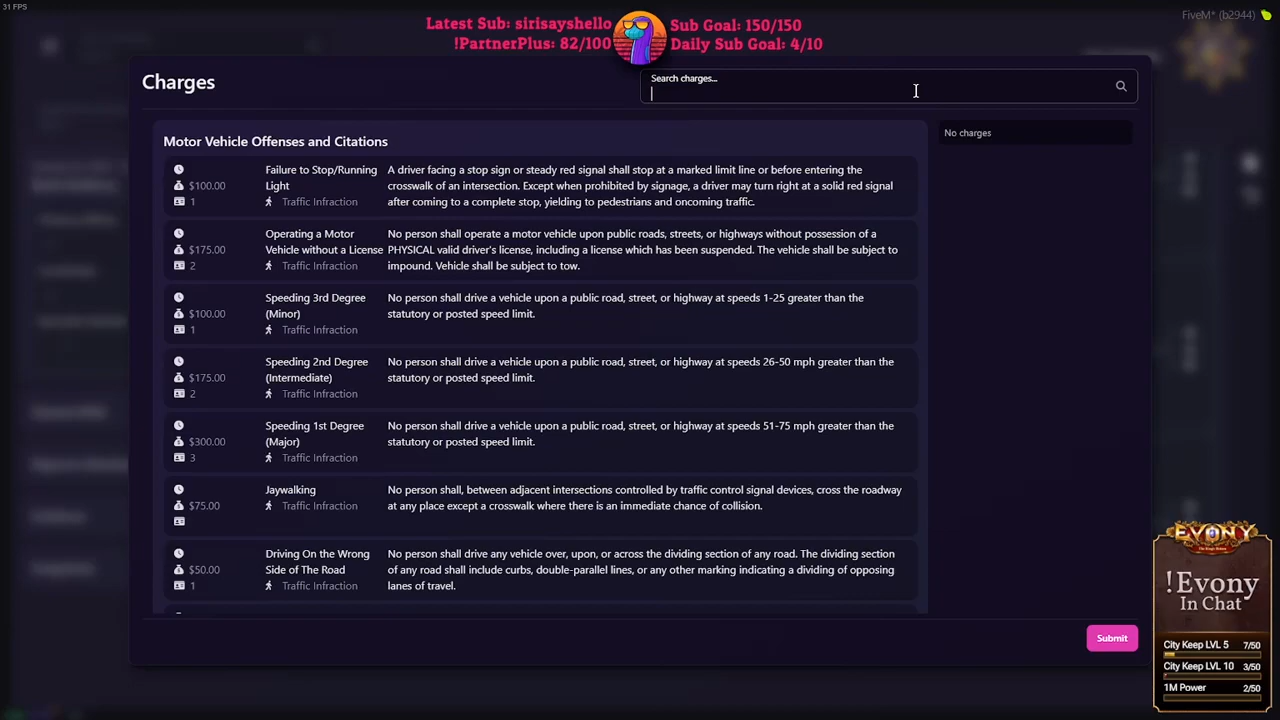 31 FPS
FiveM* (b2944)
Latest Sub: sirisayshello
Sub Goal: 150/150
!PartnerPlus: 82/100
Daily Sub Goal: 4/10
Charges
Search charges...
Motor Vehicle Offenses and Citations
No charges
$100.00
1
Failure to Stop/Running
Light
Traffic Infraction
A driver facing a stop sign or steady red signal shall stop at a marked limit line or before entering the
crosswalk of an intersection. Except when prohibited by signage, a driver may turn right at a solid red signal
after coming to a complete stop, yielding to pedestrians and oncoming traffic.
$175.00
2
Operating a Motor
Vehicle without a License
Traffic Infraction
No person shall operate a motor vehicle upon public roads, streets, or highways without possession of a
PHYSICAL valid driver's license, including a license which has been suspended. The vehicle shall be subject to
impound. Vehicle shall be subject to tow.
$100.00
1
Speeding 3rd Degree
(Minor)
Traffic Infraction
No person shall drive a vehicle upon a public road, street, or highway at speeds 1-25 greater than the
statutory or posted speed limit.
$175.00
2
Speeding 2nd Degree
(Intermediate)
Traffic Infraction
No person shall drive a vehicle upon a public road, street, or highway at speeds 26-50 mph greater than the
statutory or posted speed limit.
$300.00
3
Speeding 1st Degree
(Major)
Traffic Infraction
No person shall drive a vehicle upon a public road, street, or highway at speeds 51-75 mph greater than the
statutory or posted speed limit.
$75.00
Jaywalking
Traffic Infraction
No person shall, between adjacent intersections controlled by traffic control signal devices, cross the roadway
at any place except a crosswalk where there is an immediate chance of collision.
$50.00
1
Driving On the Wrong
Side of The Road
Traffic Infraction
No person shall drive any vehicle over, upon, or across the dividing section of any road. The dividing section
of any road shall include curbs, double-parallel lines, or any other marking indicating a dividing of opposing
lanes of travel.
Submit
EVONY
!Evony
In Chat
City Keep LVL 5 7/50
City Keep LVL 10 3/50
1M Power 2/50